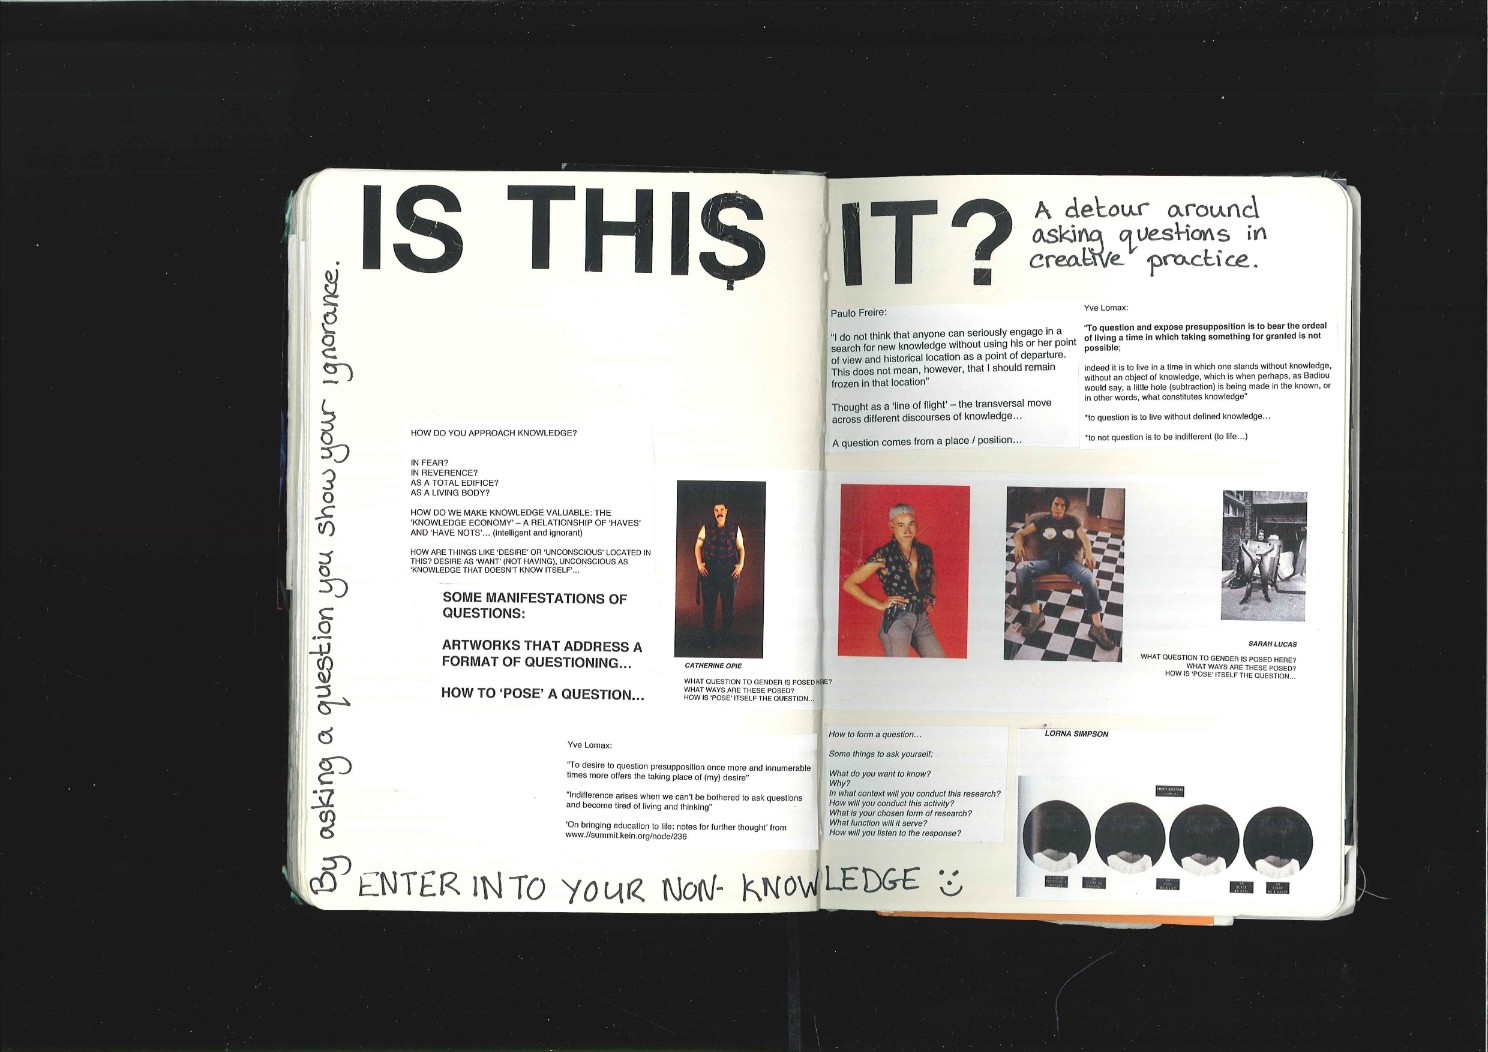 IS THIS IT?
A detour around
asking questions in
creative practice.
By asking a question you show your ignorance.
HOW DO YOU APPROACH KNOWLEDGE?
IN FEAR?
IN REVERENCE?
AS A TOTAL EDIFICE?
AS A LIVING BODY?
HOW DO WE MAKE KNOWLEDGE VALUABLE: THE
'KNOWLEDGE ECONOMY' – A RELATIONSHIP OF 'HAVES'
AND 'HAVE NOTS'... (intelligent and ignorant)
HOW ARE THINGS LIKE 'DESIRE' OR 'UNCONSCIOUS' LOCATED IN
THIS? DESIRE AS 'WANT' (NOT HAVING), UNCONSCIOUS AS
'KNOWLEDGE THAT DOESN'T KNOW ITSELF'...
SOME MANIFESTATIONS OF
QUESTIONS:
ARTWORKS THAT ADDRESS A
FORMAT OF QUESTIONING...
HOW TO 'POSE' A QUESTION...
CATHERINE OPIE
WHAT QUESTION TO GENDER IS POSED HERE?
WHAT WAYS ARE THESE POSED?
HOW IS 'POSE' ITSELF THE QUESTION...
Yve Lomax:
"To desire to question presupposition once more and innumerable
times more offers the taking place of (my) desire"
"Indifference arises when we can't be bothered to ask questions
and become tired of living and thinking"
'On bringing education to life: notes for further thought' from
www.//summit.kein.org/node/236
Paulo Freire:
"I do not think that anyone can seriously engage in a
search for new knowledge without using his or her point
of view and historical location as a point of departure.
This does not mean, however, that I should remain
frozen in that location"
Thought as a 'line of flight' – the transversal move
across different discourses of knowledge...
A question comes from a place / position...
Yve Lomax:
"To question and expose presupposition is to bear the ordeal
of living a time in which taking something for granted is not
possible;
indeed it is to live in a time in which one stands without knowledge,
without an object of knowledge, which is when perhaps, as Badiou
would say, a little hole (subtraction) is being made in the known, or
in other words, what constitutes knowledge"
*to question is to live without defined knowledge...
*to not question is to be indifferent (to life...)
SARAH LUCAS
WHAT QUESTION TO GENDER IS POSED HERE?
WHAT WAYS ARE THESE POSED?
HOW IS 'POSE' ITSELF THE QUESTION...
How to form a question...
Some things to ask yourself:
What do you want to know?
Why?
In what context will you conduct this research?
How will you conduct this activity?
What is your chosen form of research?
What function will it serve?
How will you listen to the response?
LORNA SIMPSON
ENTER INTO YOUR NON- KNOWLEDGE